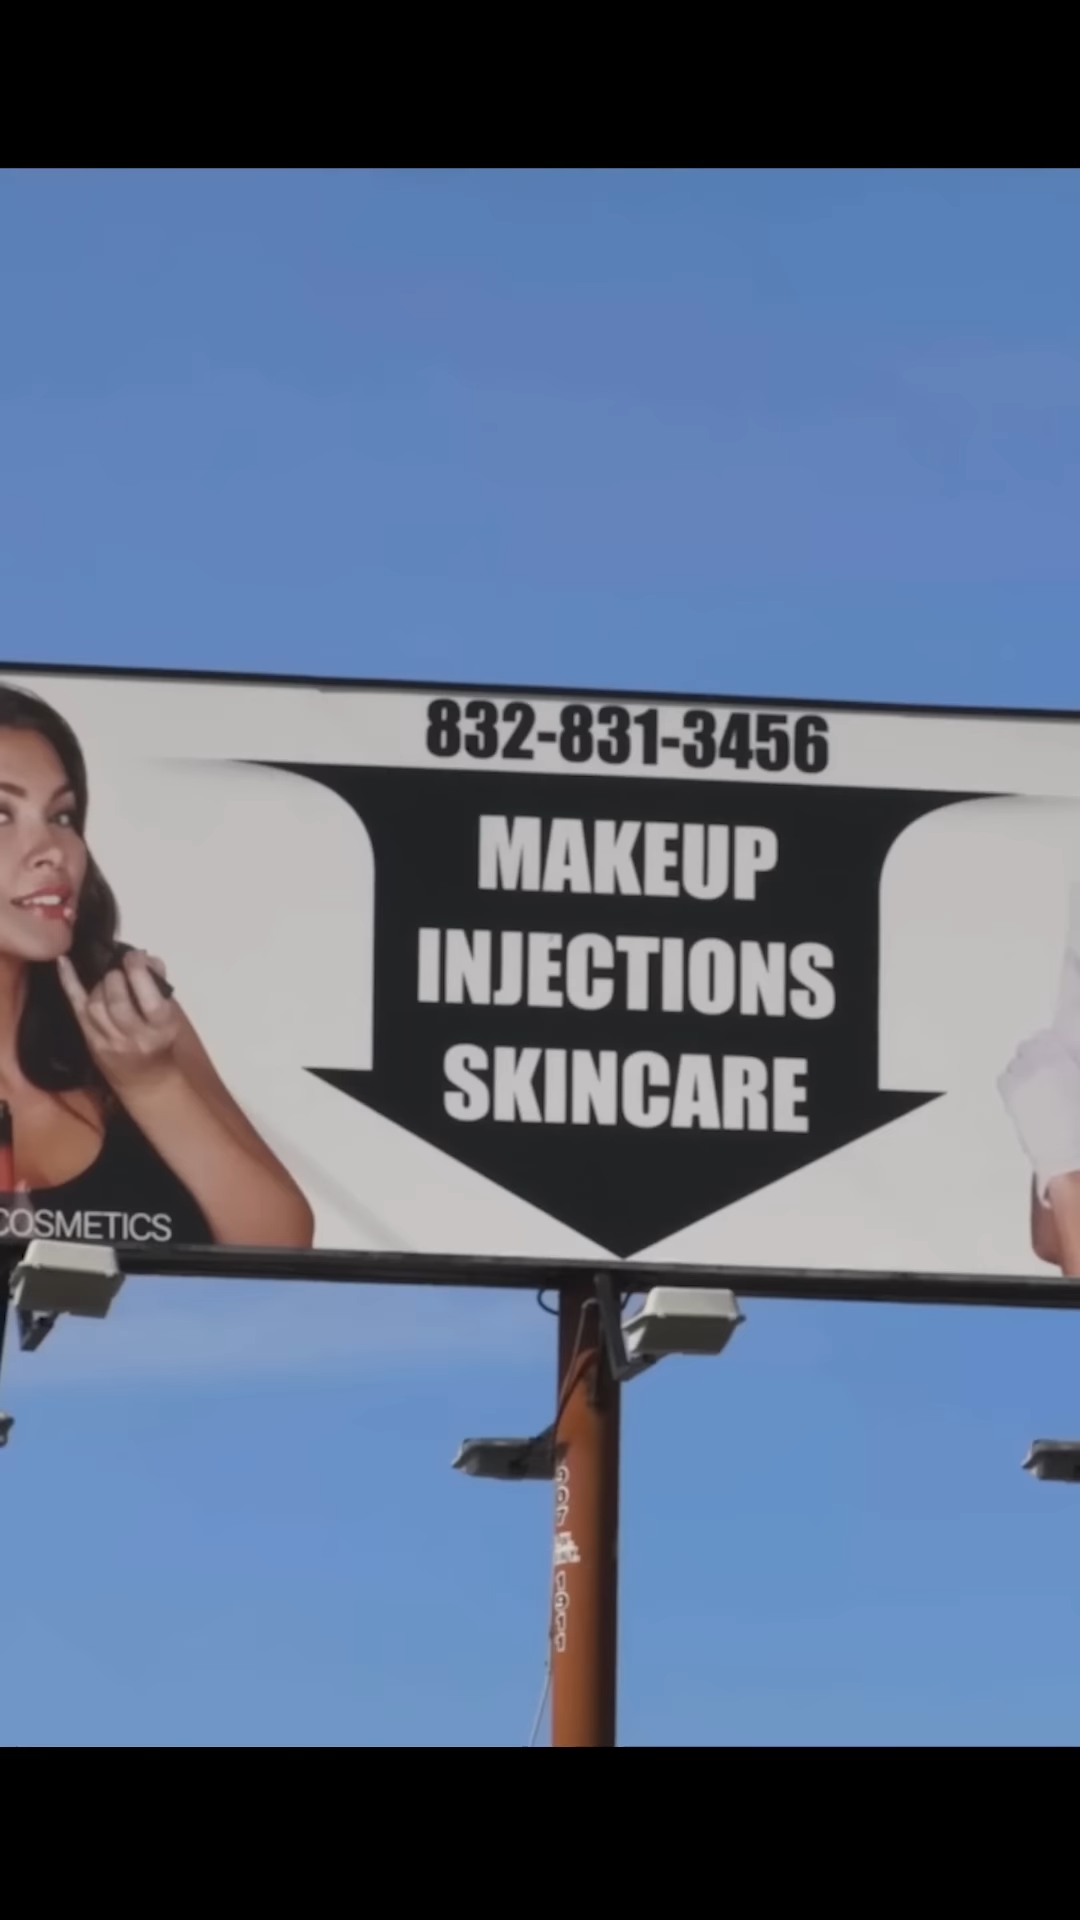 832-831-3456
MAKEUP
INJECTIONS
SKINCARE
COSMETICS